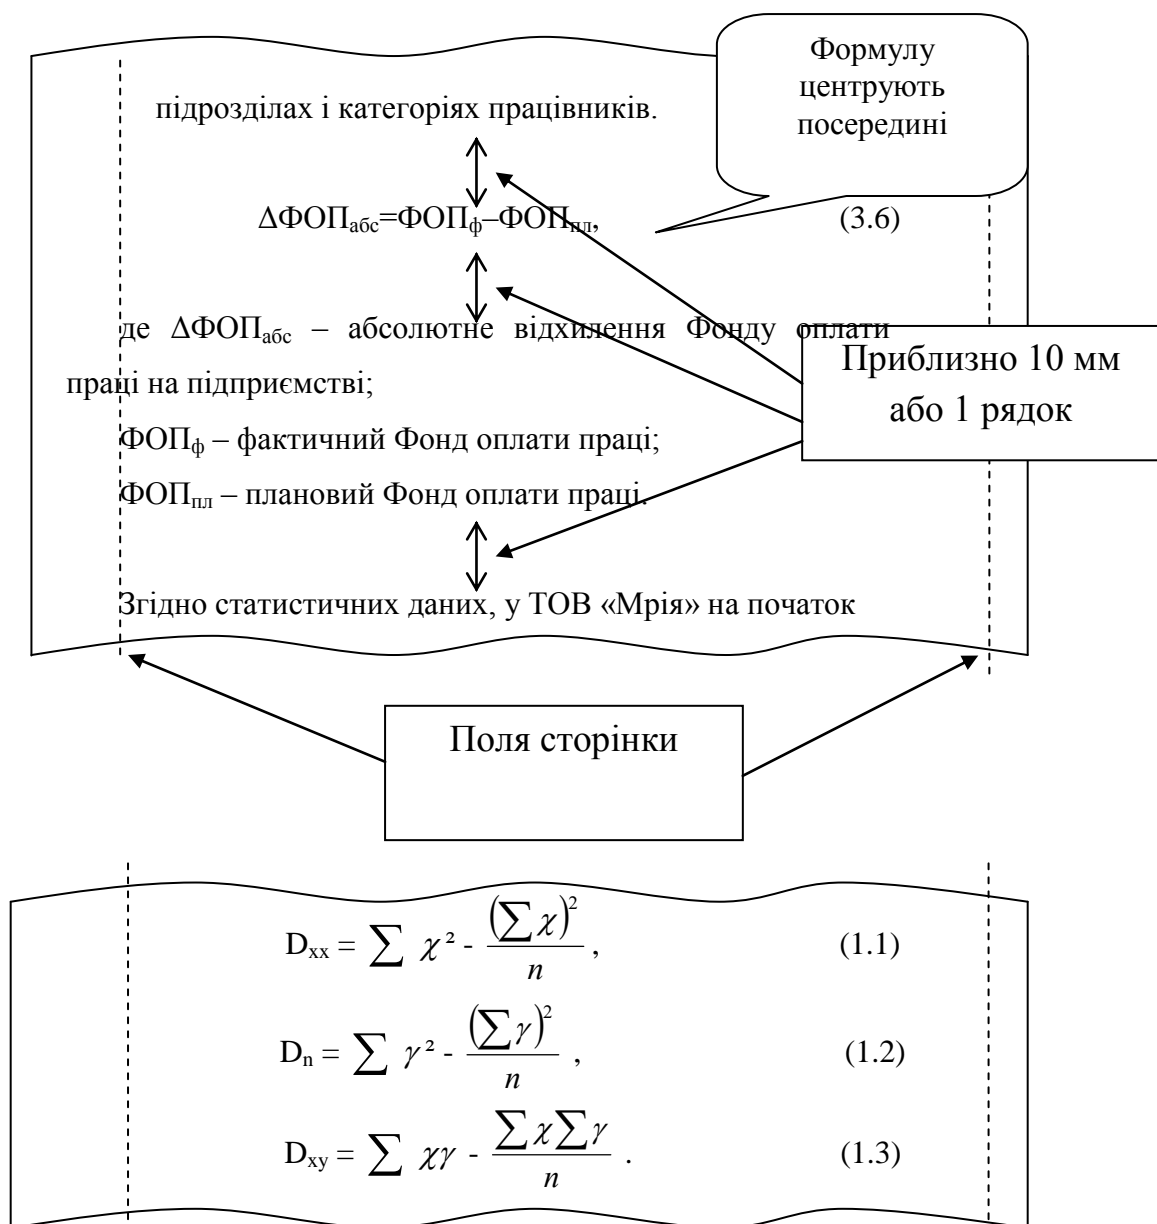 Формулу
центрують
посередині
підрозділах і категоріях працівників.
ΔФОПабс=ФОПф–ФОПпл, (3.6)
де ΔФОПабс – абсолютне відхилення Фонду оплати
праці на підприємстві;
ФОПф – фактичний Фонд оплати праці;
ФОПпл – плановий Фонд оплати праці.
Приблизно 10 мм
або 1 рядок
Згідно статистичних даних, у ТОВ «Мрія» на початок
Поля сторінки
Dxx = ∑ χ² - (∑χ)²/n , (1.1)
Dn = ∑ γ² - (∑γ)²/n , (1.2)
Dxy = ∑ χγ - ∑χ∑γ/n . (1.3)